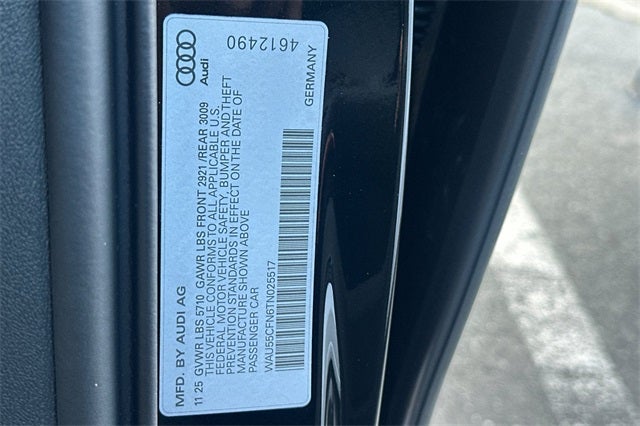 MFD. BY AUDI AG
Audi
11 25 GVWR LBS 5710 GAWR LBS FRONT 2921 /REAR 3009
THIS VEHICLE CONFORMS TO ALL APPLICABLE U.S.
FEDERAL MOTOR VEHICLE SAFETY, BUMPER AND THEFT
PREVENTION STANDARDS IN EFFECT ON THE DATE OF
MANUFACTURE SHOWN ABOVE
PASSENGER CAR
WAU55CFN6TN025517
4612490
GERMANY